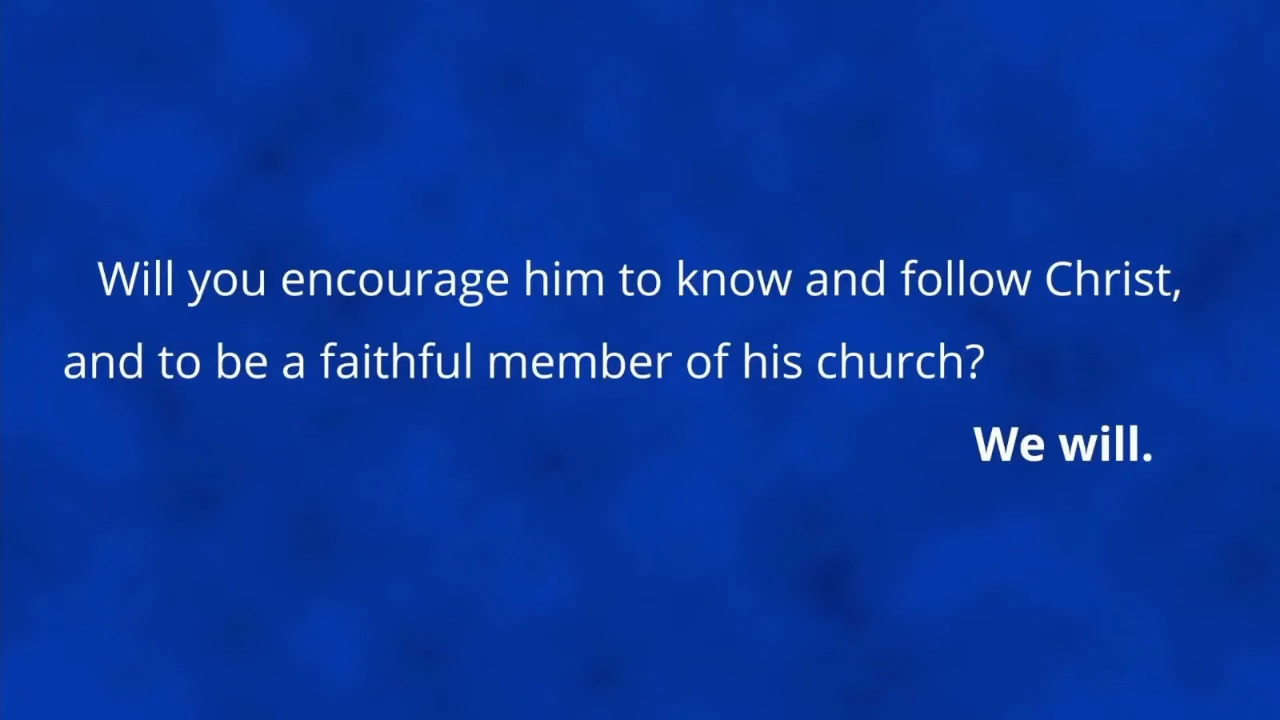 Will you encourage him to know and follow Christ,
and to be a faithful member of his church?
We will.